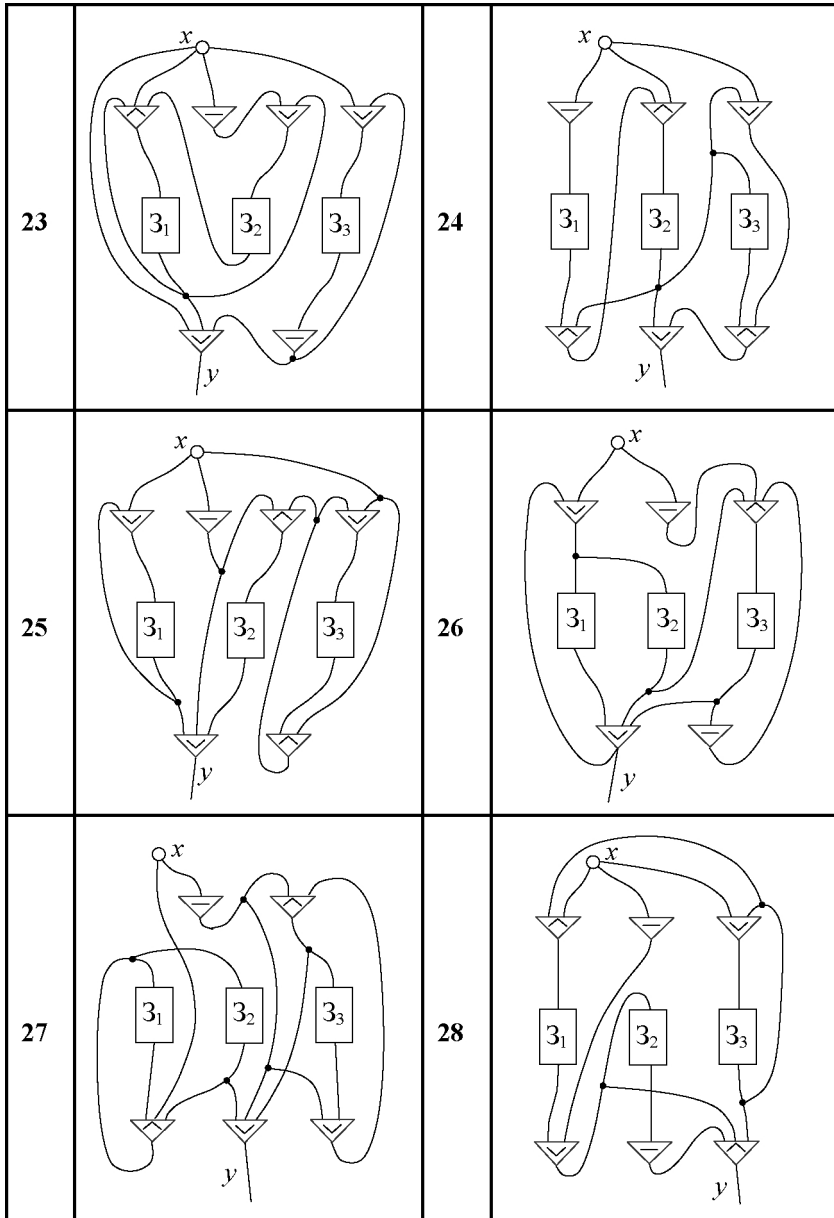 23
x
∧ − ∨ ∨
З₁ З₂ З₃
∨ −
y
24
x
− ∧ ∨
З₁ З₂ З₃
∧ ∨ ∧
y
25
x
∨ − ∧ ∨
З₁ З₂ З₃
∨ ∧
y
26
x
∨ − ∧
З₁ З₂ З₃
∨ −
y
27
x
− ∧
З₁ З₂ З₃
∧ ∨ ∨
y
28
x
∧ − ∨
З₁ З₂ З₃
∨ − ∧
y